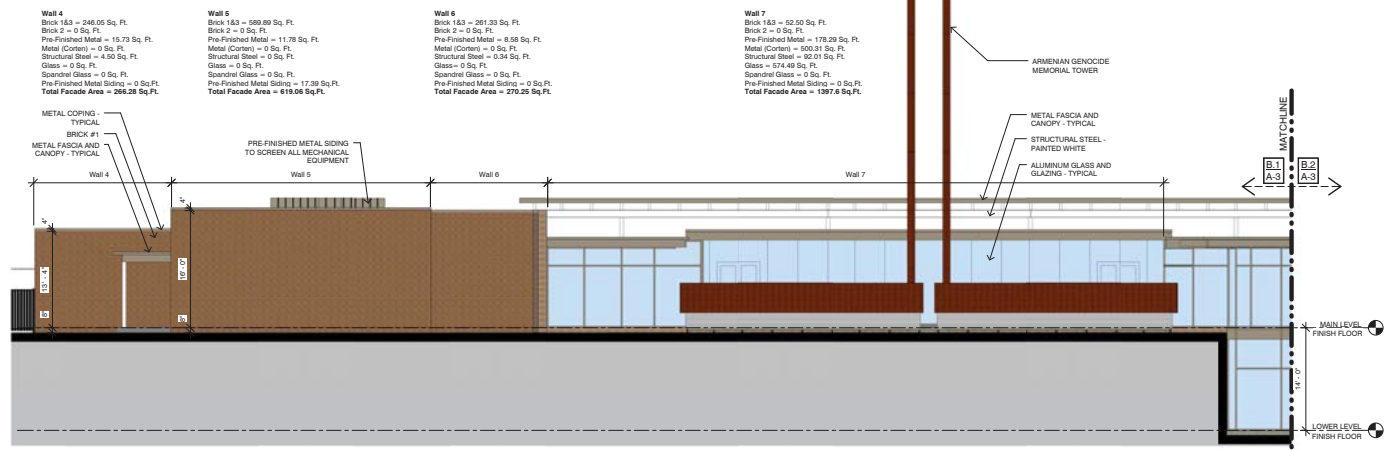 Wall 4
Brick 1&3 = 246.05 Sq. Ft.
Brick 2 = 0 Sq. Ft.
Pre-Finished Metal = 15.73 Sq. Ft.
Metal (Corten) = 0 Sq. Ft.
Structural Steel = 4.50 Sq. Ft.
Glass = 0 Sq. Ft.
Spandrel Glass = 0 Sq. Ft.
Pre-Finished Metal Siding = 0 Sq.Ft.
Total Facade Area = 266.28 Sq.Ft.
Wall 5
Brick 1&3 = 589.89 Sq. Ft.
Brick 2 = 0 Sq. Ft.
Pre-Finished Metal = 11.78 Sq. Ft.
Metal (Corten) = 0 Sq. Ft.
Structural Steel = 0 Sq. Ft.
Glass = 0 Sq. Ft.
Spandrel Glass = 0 Sq. Ft.
Pre-Finished Metal Siding = 17.39 Sq.Ft.
Total Facade Area = 619.06 Sq.Ft.
Wall 6
Brick 1&3 = 261.33 Sq. Ft.
Brick 2 = 0 Sq. Ft.
Pre-Finished Metal = 8.58 Sq. Ft.
Metal (Corten) = 0 Sq. Ft.
Structural Steel = 0.34 Sq. Ft.
Glass= 0 Sq. Ft.
Spandrel Glass = 0 Sq. Ft.
Pre-Finished Metal Siding = 0 Sq.Ft.
Total Facade Area = 270.25 Sq.Ft.
Wall 7
Brick 1&3 = 52.50 Sq. Ft.
Brick 2 = 0 Sq. Ft.
Pre-Finished Metal = 178.29 Sq. Ft.
Metal (Corten) = 500.31 Sq. Ft.
Structural Steel = 92.01 Sq. Ft.
Glass = 574.49 Sq. Ft.
Spandrel Glass = 0 Sq. Ft.
Pre-Finished Metal Siding = 0 Sq.Ft.
Total Facade Area = 1397.6 Sq.Ft.
ARMENIAN GENOCIDE
MEMORIAL TOWER
METAL COPING -
TYPICAL
BRICK #1
METAL FASCIA AND
CANOPY - TYPICAL
PRE-FINISHED METAL SIDING
TO SCREEN ALL MECHANICAL
EQUIPMENT
METAL FASCIA AND
CANOPY - TYPICAL
STRUCTURAL STEEL -
PAINTED WHITE
ALUMINUM GLASS AND
GLAZING - TYPICAL
MATCHLINE
B.1
A-3
B.2
A-3
Wall 4
Wall 5
Wall 6
Wall 7
4"
13' - 4"
8"
4"
16' - 0"
8"
MAIN LEVEL
FINISH FLOOR
14' - 0"
LOWER LEVEL
FINISH FLOOR